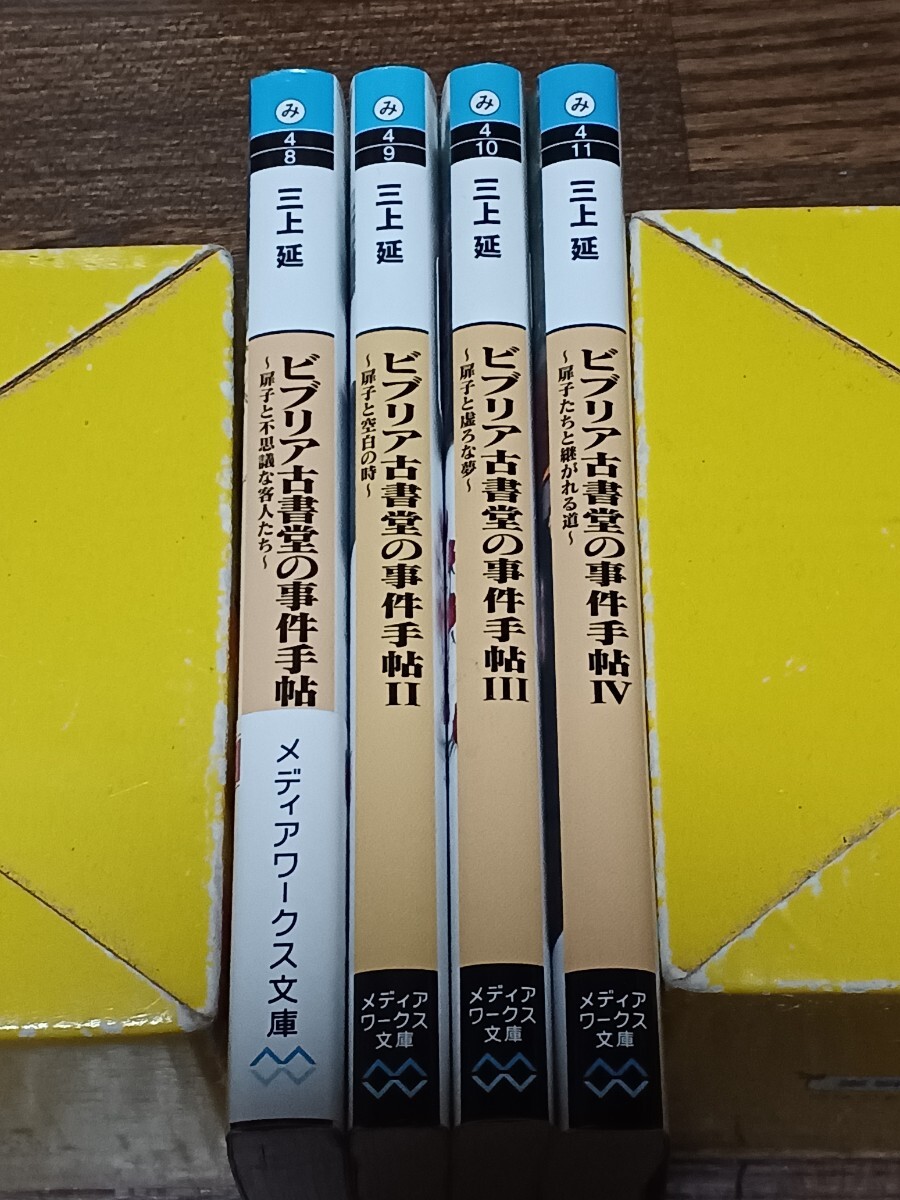 み
4
8
三上 延
ビブリア古書堂の事件手帖
～扉子と不思議な客人たち～
メディアワークス文庫
み
4
9
三上 延
ビブリア古書堂の事件手帖II
～扉子と空白の時～
メディア
ワークス
文庫
み
4
10
三上 延
ビブリア古書堂の事件手帖III
～扉子と虚ろな夢～
メディア
ワークス
文庫
み
4
11
三上 延
ビブリア古書堂の事件手帖IV
～扉子たちと継がれる道～
メディア
ワークス
文庫